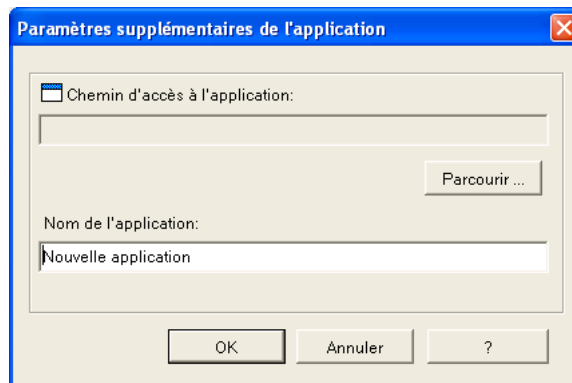 Paramètres supplémentaires de l'application
Chemin d'accès à l'application:
Parcourir ...
Nom de l'application:
Nouvelle application
OK
Annuler
?